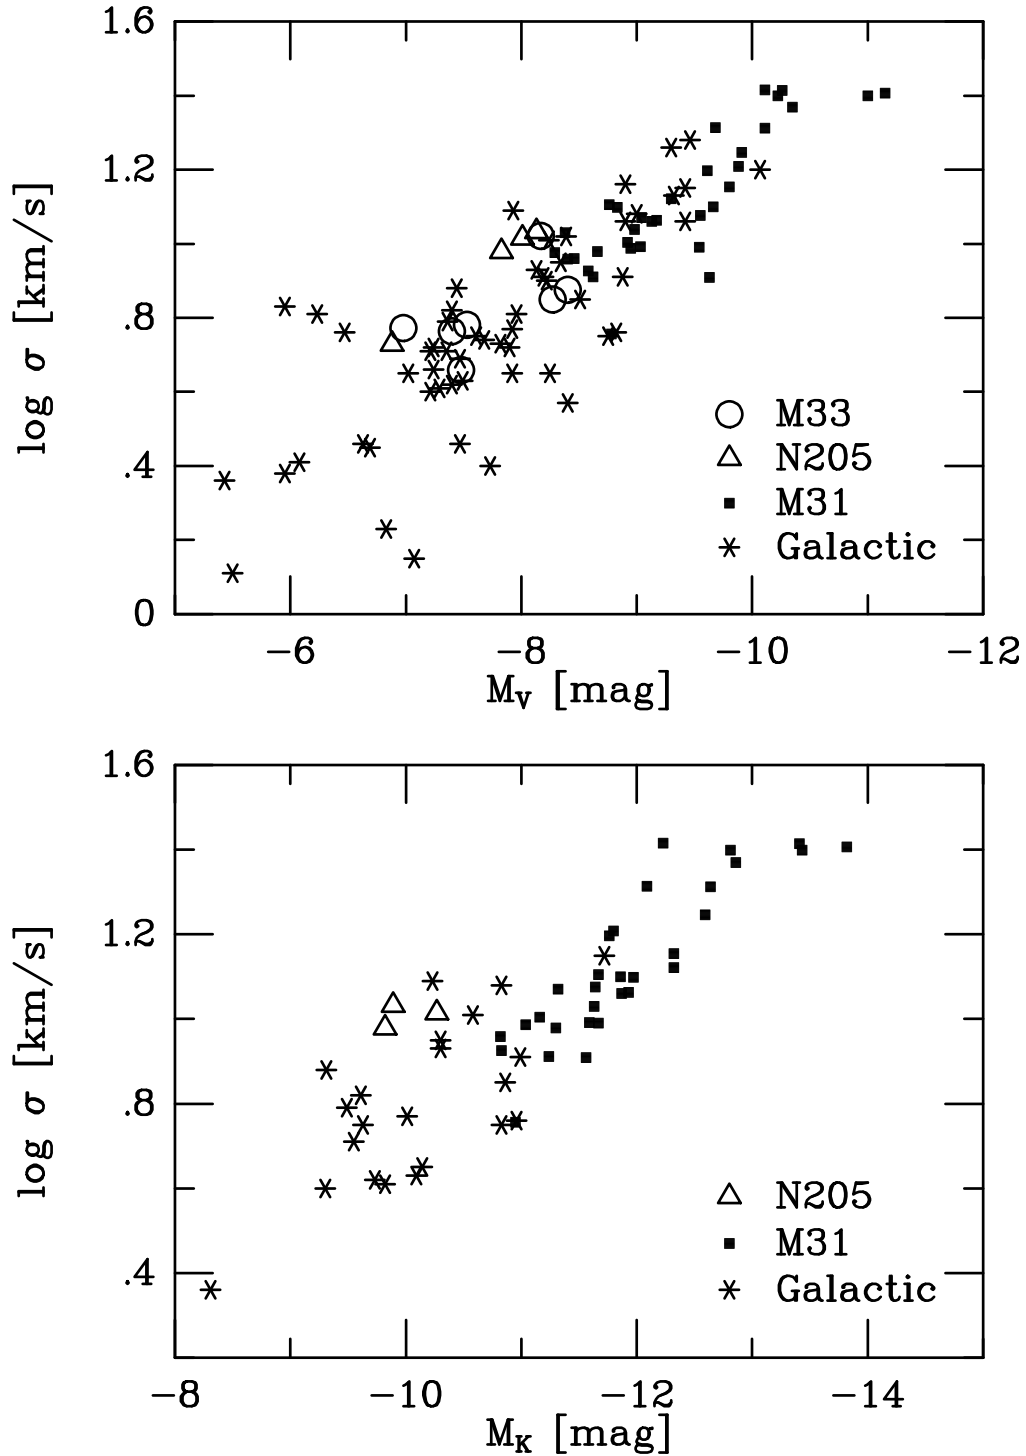 1.6
1.2
.8
.4
0
log σ [km/s]
M33
N205
M31
Galactic
-6
-8
-10
-12
M_V [mag]
1.6
1.2
.8
.4
log σ [km/s]
N205
M31
Galactic
-8
-10
-12
-14
M_K [mag]